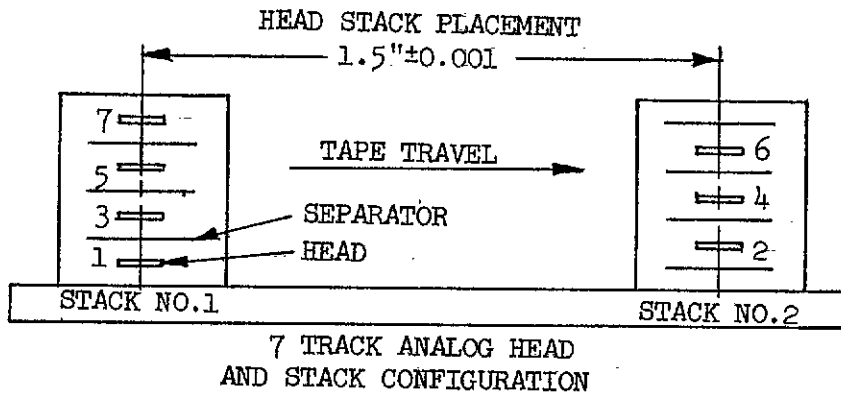 HEAD STACK PLACEMENT
1.5"±0.001
7
5
3
1
TAPE TRAVEL
SEPARATOR
HEAD
6
4
2
STACK NO.1
STACK NO.2
7 TRACK ANALOG HEAD
AND STACK CONFIGURATION